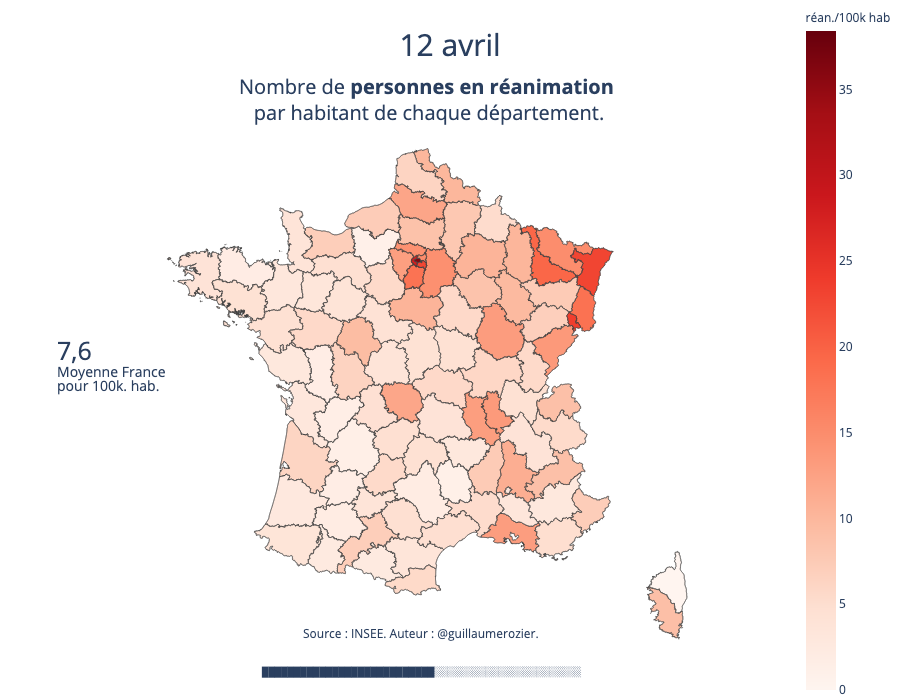 réan./100k hab
12 avril
Nombre de personnes en réanimation
par habitant de chaque département.
35
30
25
20
15
10
5
0
7,6
Moyenne France
pour 100k. hab.
Source : INSEE. Auteur : @guillaumerozier.